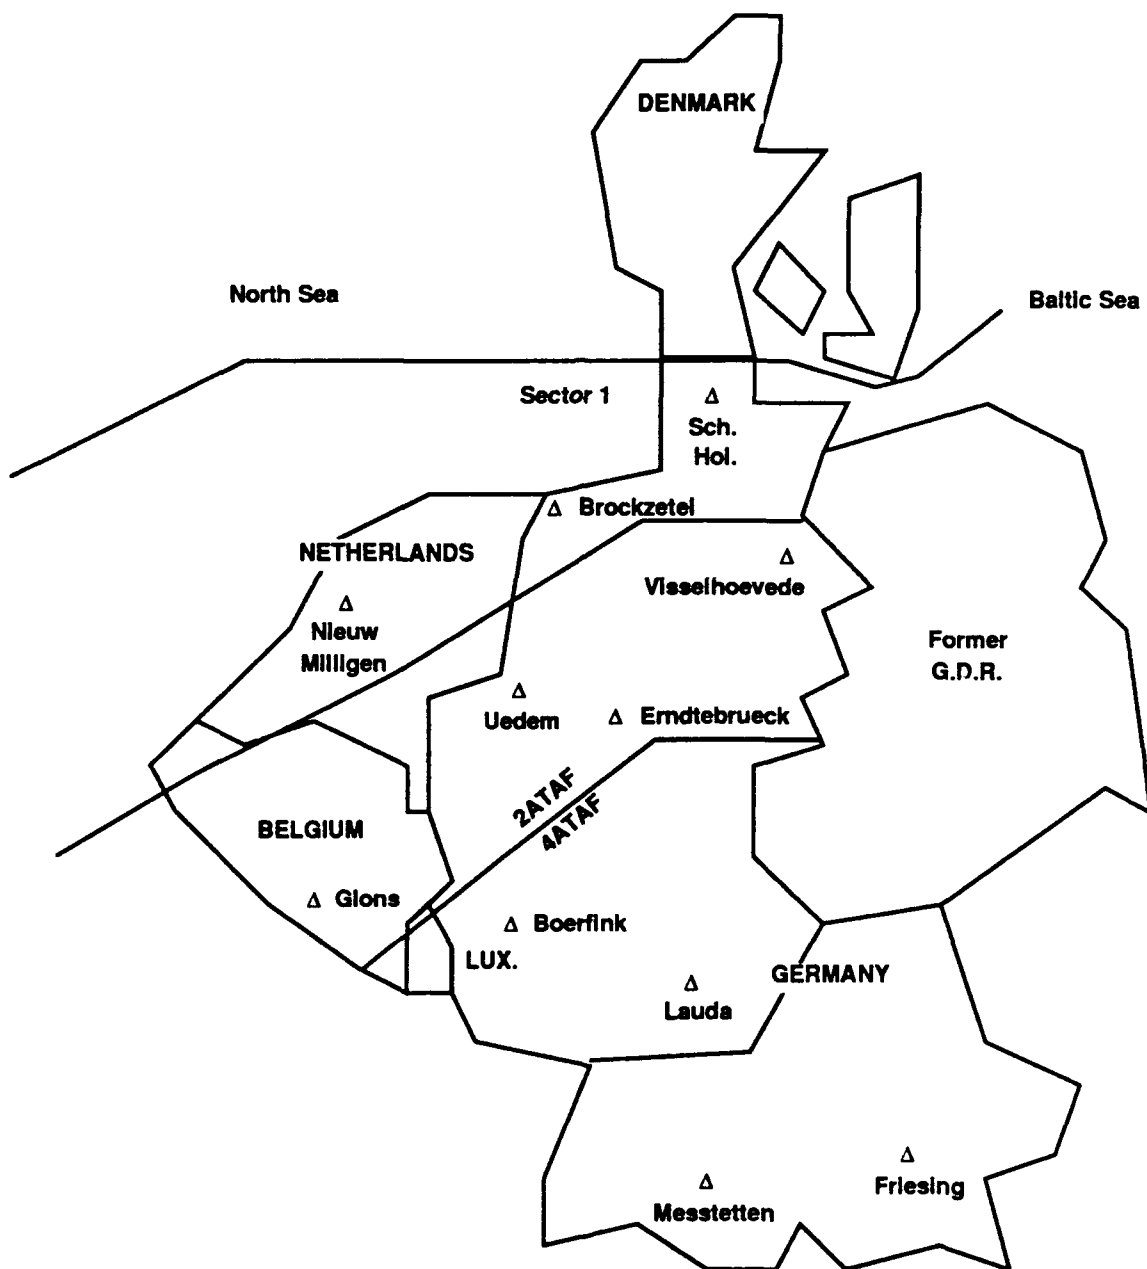 DENMARK
North Sea
Baltic Sea
Sector 1
Δ
Sch.
Hol.
Δ Brockzetel
NETHERLANDS
Δ
Visselhoevede
Δ
Nieuw
Milligen
Former
G.D.R.
Δ
Uedem
Δ Erndtebrueck
2ATAF
4ATAF
BELGIUM
Δ Glons
Δ Boerfink
LUX.
GERMANY
Δ
Lauda
Δ
Friesing
Δ
Messtetten